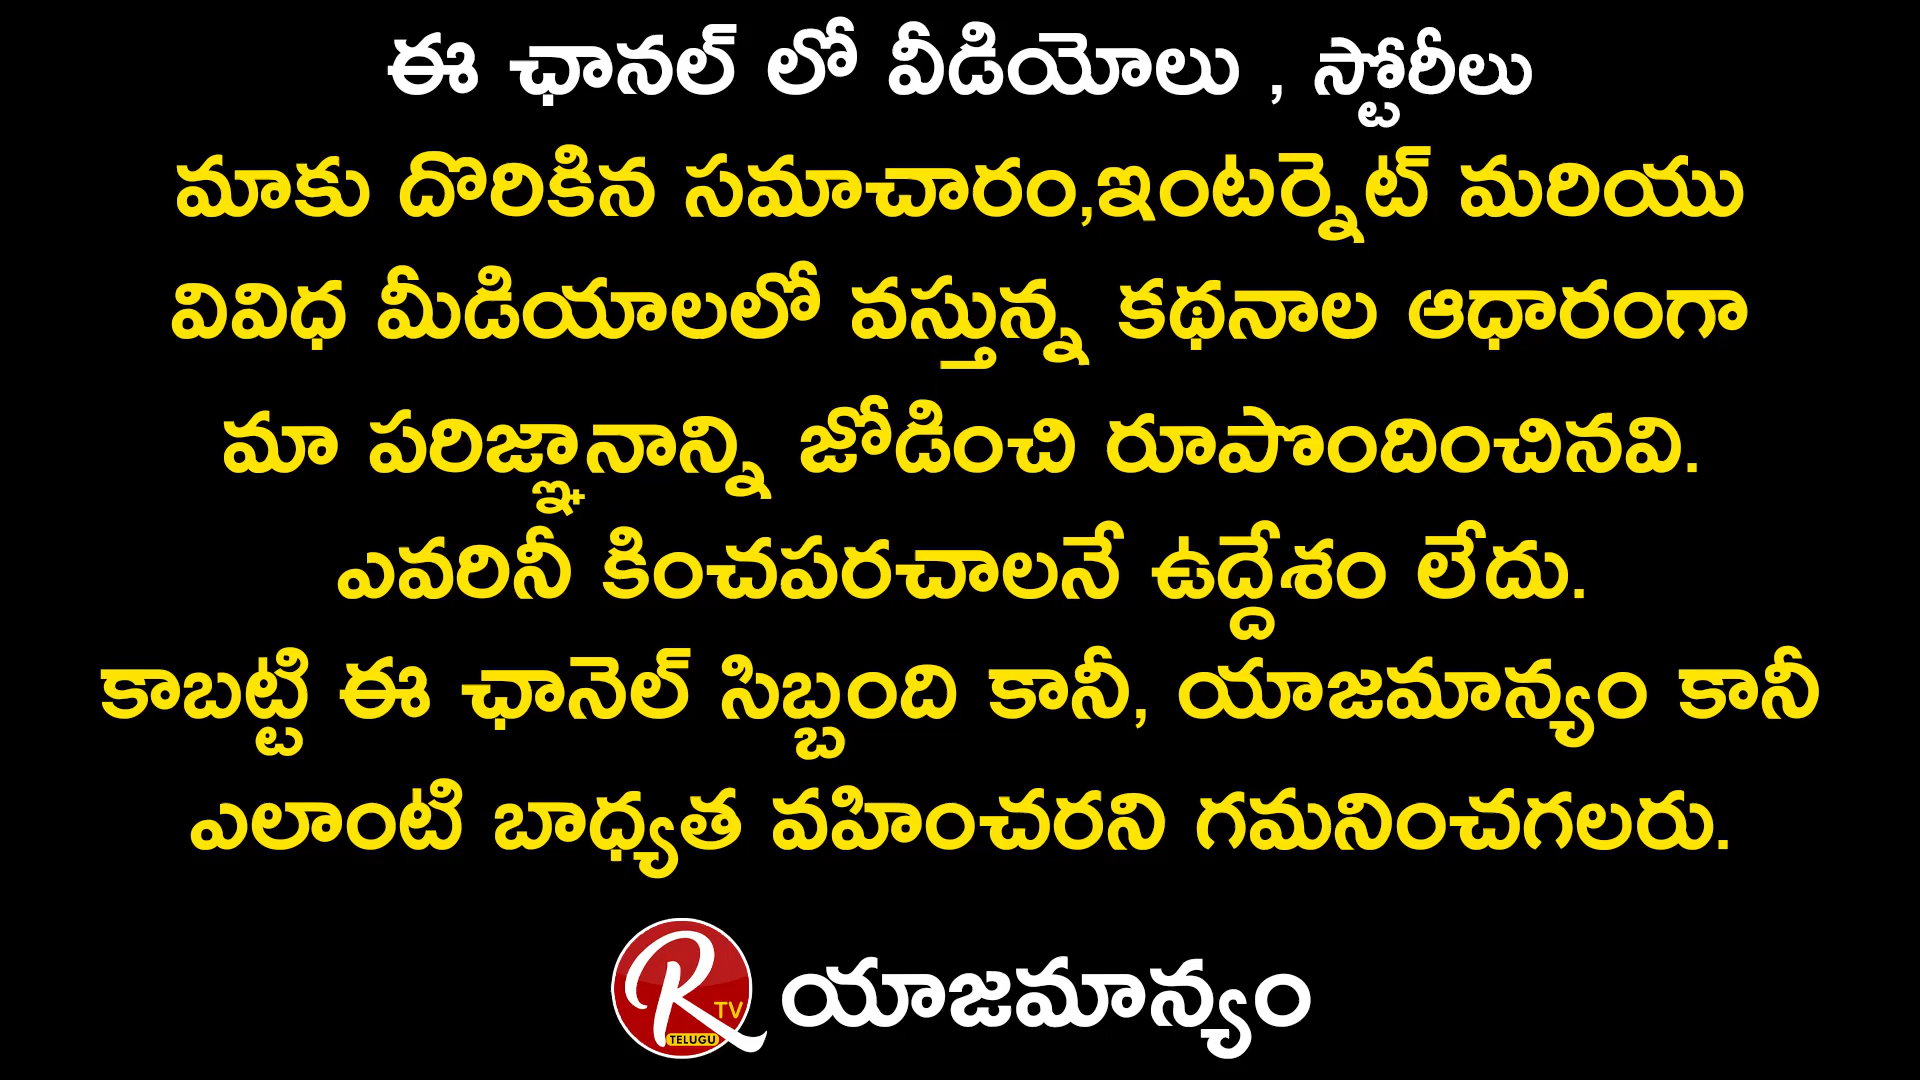 ఈ ఛానల్ లో వీడియోలు , స్టోరీలు
మాకు దొరికిన సమాచారం,ఇంటర్నెట్ మరియు
వివిధ మీడియాలలో వస్తున్న కథనాల ఆధారంగా
మా పరిజ్ఞానాన్ని జోడించి రూపొందించినవి.
ఎవరినీ కించపరచాలనే ఉద్దేశం లేదు.
కాబట్టి ఈ ఛానెల్ సిబ్బంది కానీ, యాజమాన్యం కానీ
ఎలాంటి బాధ్యత వహించరని గమనించగలరు.
R TV TELUGU యాజమాన్యం